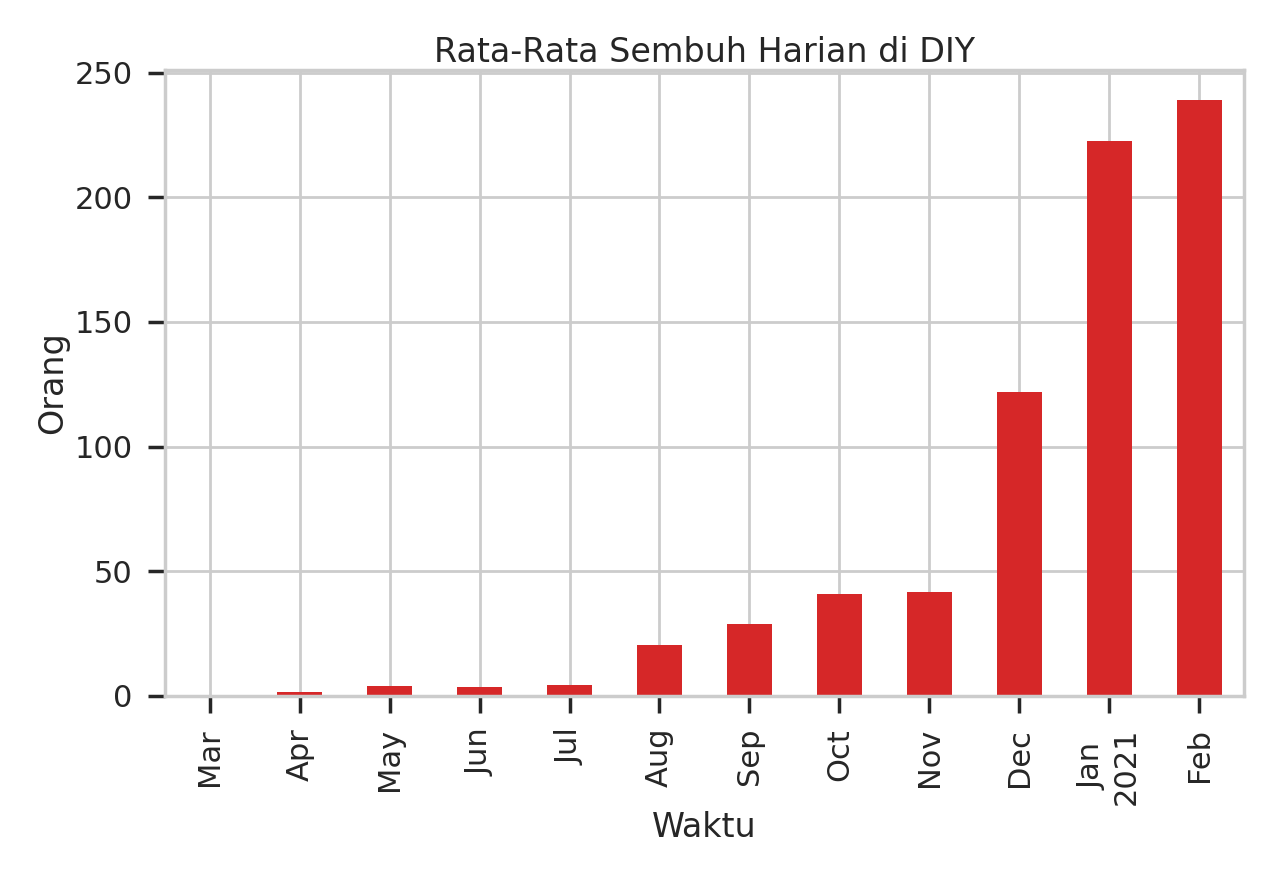 Rata-Rata Sembuh Harian di DIY
250
200
150
100
50
0
Orang
Mar
Apr
May
Jun
Jul
Aug
Sep
Oct
Nov
Dec
Jan
2021
Feb
Waktu